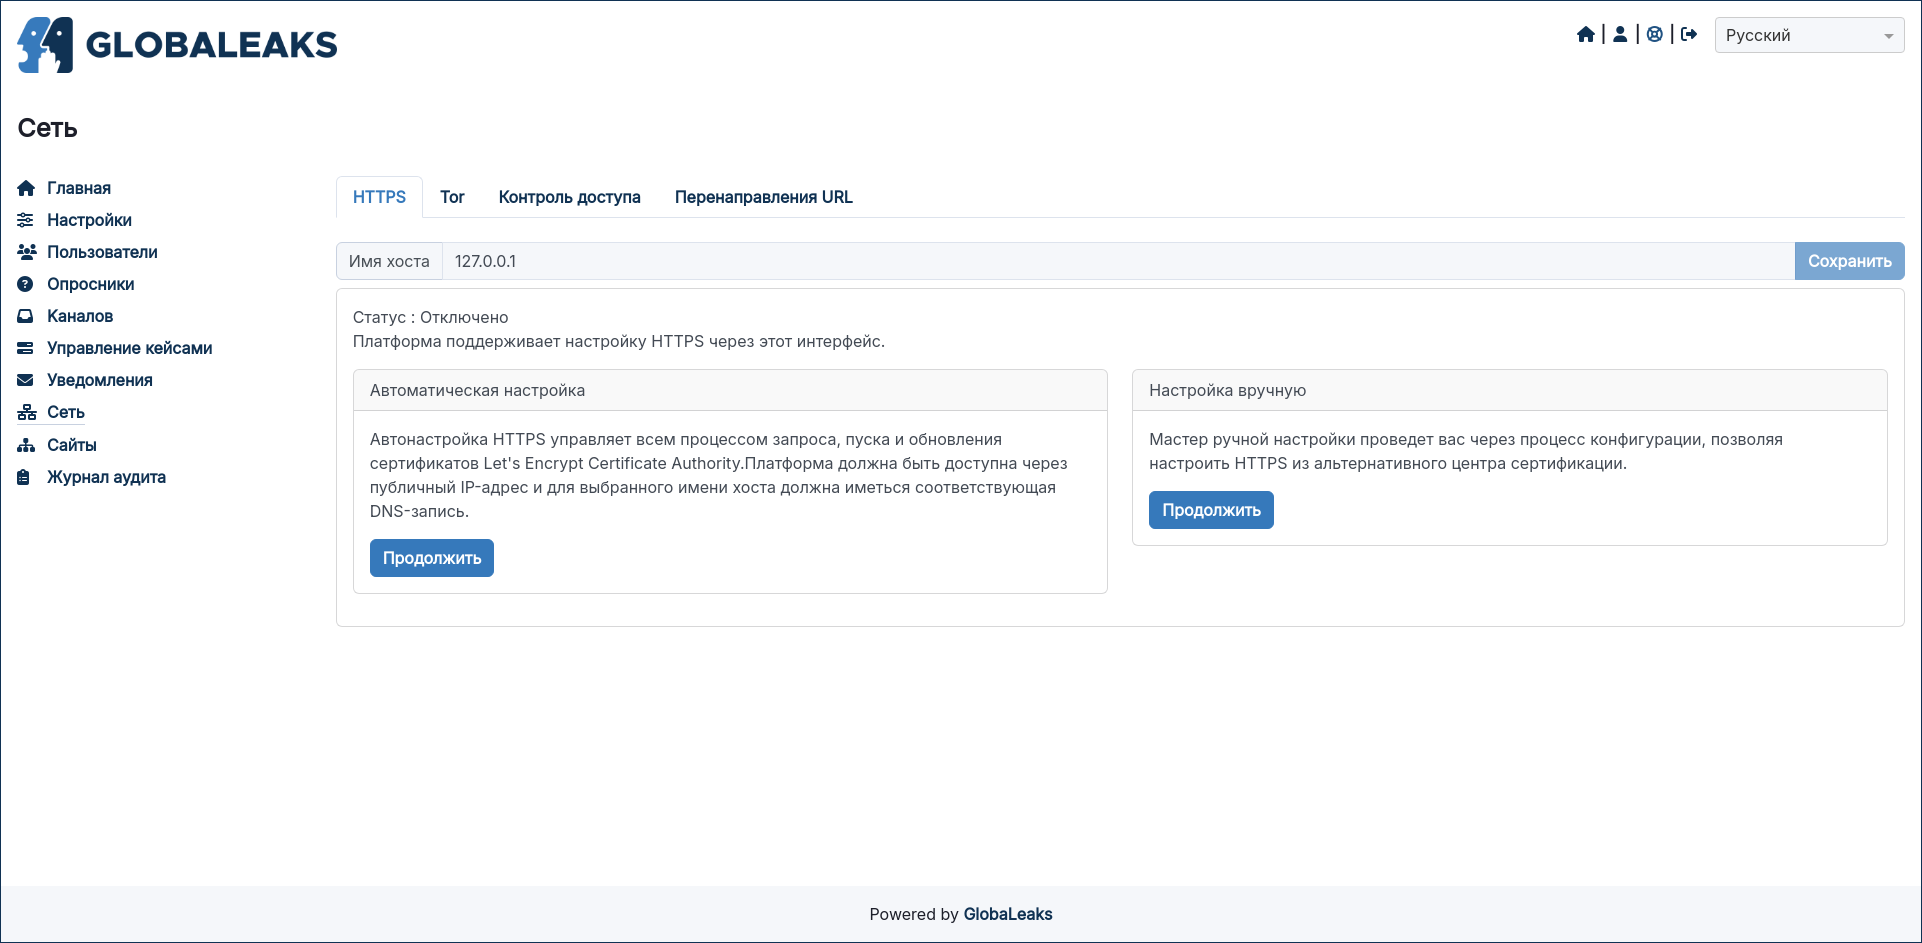 GLOBALEAKS
Русский
Сеть
Главная
Настройки
Пользователи
Опросники
Каналов
Управление кейсами
Уведомления
Сеть
Сайты
Журнал аудита
HTTPS Tor Контроль доступа Перенаправления URL
Имя хоста 127.0.0.1 Сохранить
Статус : Отключено
Платформа поддерживает настройку HTTPS через этот интерфейс.
Автоматическая настройка
Автонастройка HTTPS управляет всем процессом запроса, пуска и обновления
сертификатов Let's Encrypt Certificate Authority.Платформа должна быть доступна через
публичный IP-адрес и для выбранного имени хоста должна иметься соответствующая
DNS-запись.
Продолжить
Настройка вручную
Мастер ручной настройки проведет вас через процесс конфигурации, позволяя
настроить HTTPS из альтернативного центра сертификации.
Продолжить
Powered by GlobaLeaks